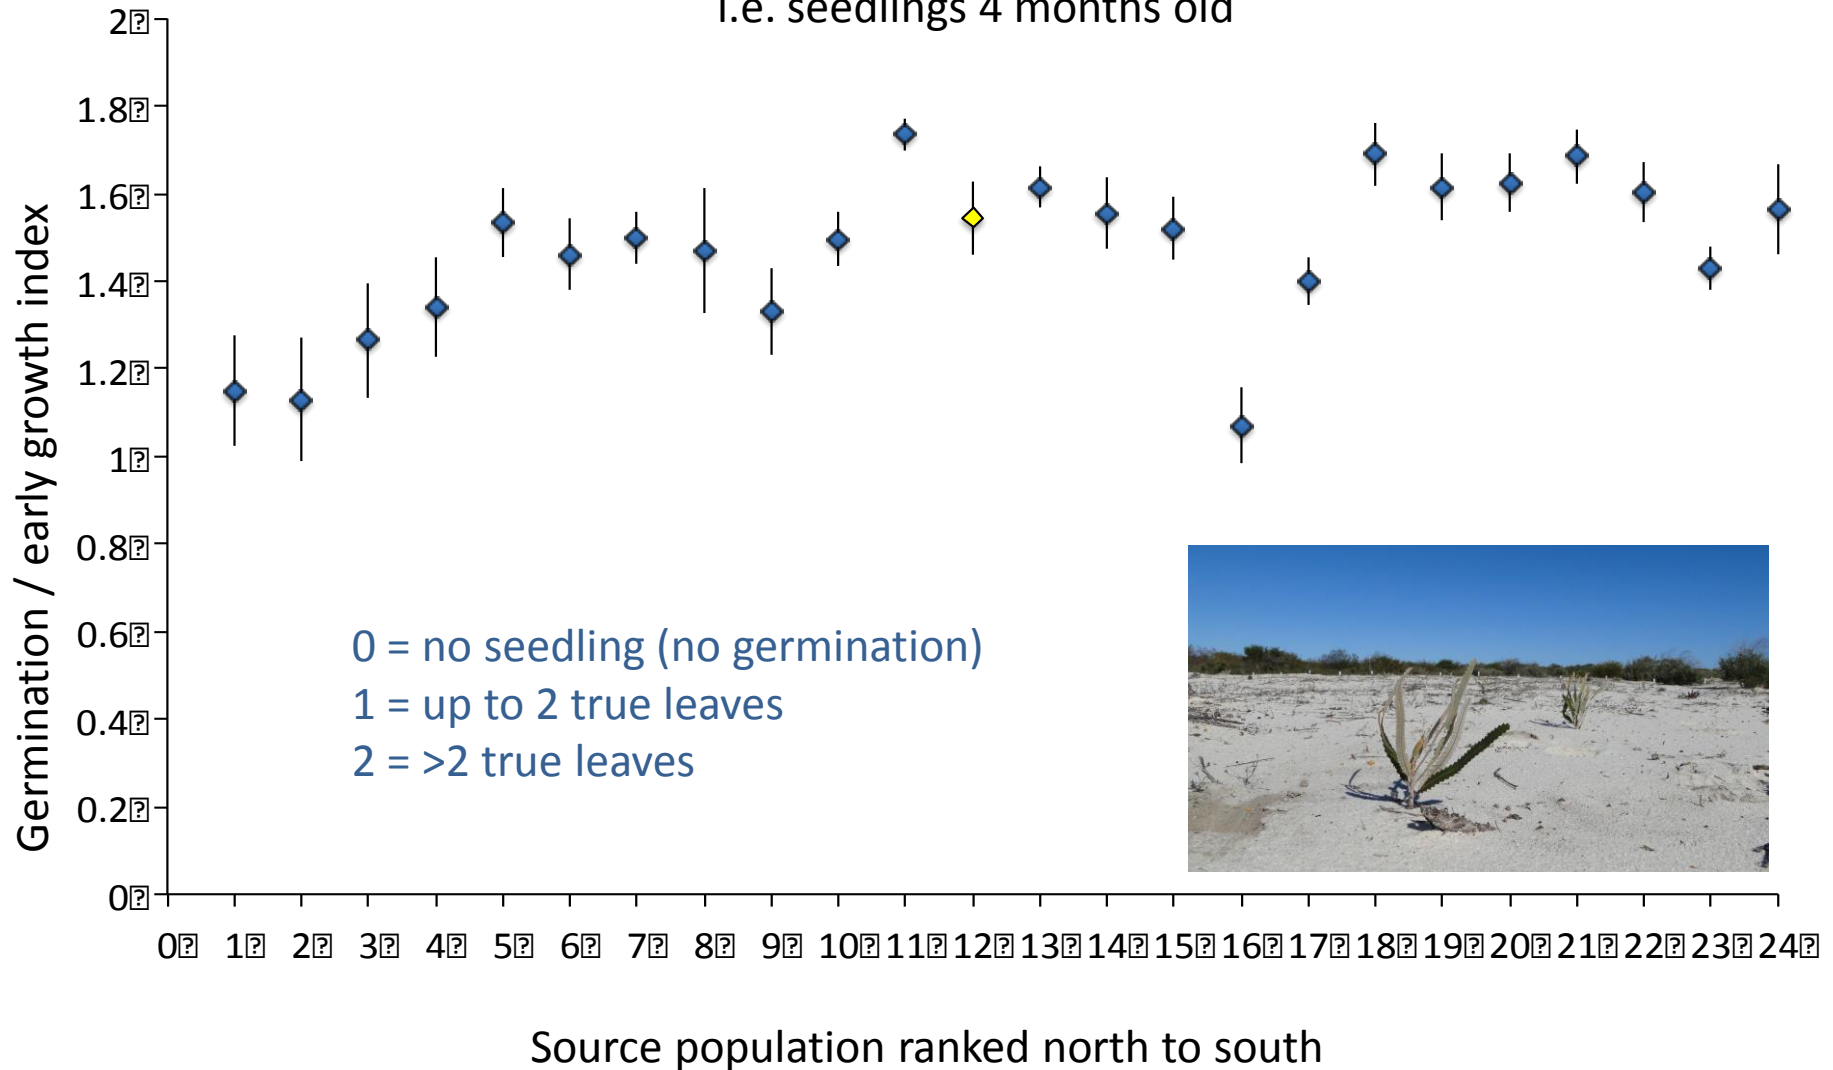 i.e. seedlings 4 months old
2⍰
1.8⍰
1.6⍰
1.4⍰
1.2⍰
1⍰
0.8⍰
0.6⍰
0.4⍰
0.2⍰
0⍰
Germination / early growth index
0 = no seedling (no germination)
1 = up to 2 true leaves
2 = >2 true leaves
0⍰ 1⍰ 2⍰ 3⍰ 4⍰ 5⍰ 6⍰ 7⍰ 8⍰ 9⍰ 10⍰ 11⍰ 12⍰ 13⍰ 14⍰ 15⍰ 16⍰ 17⍰ 18⍰ 19⍰ 20⍰ 21⍰ 22⍰ 23⍰ 24⍰
Source population ranked north to south